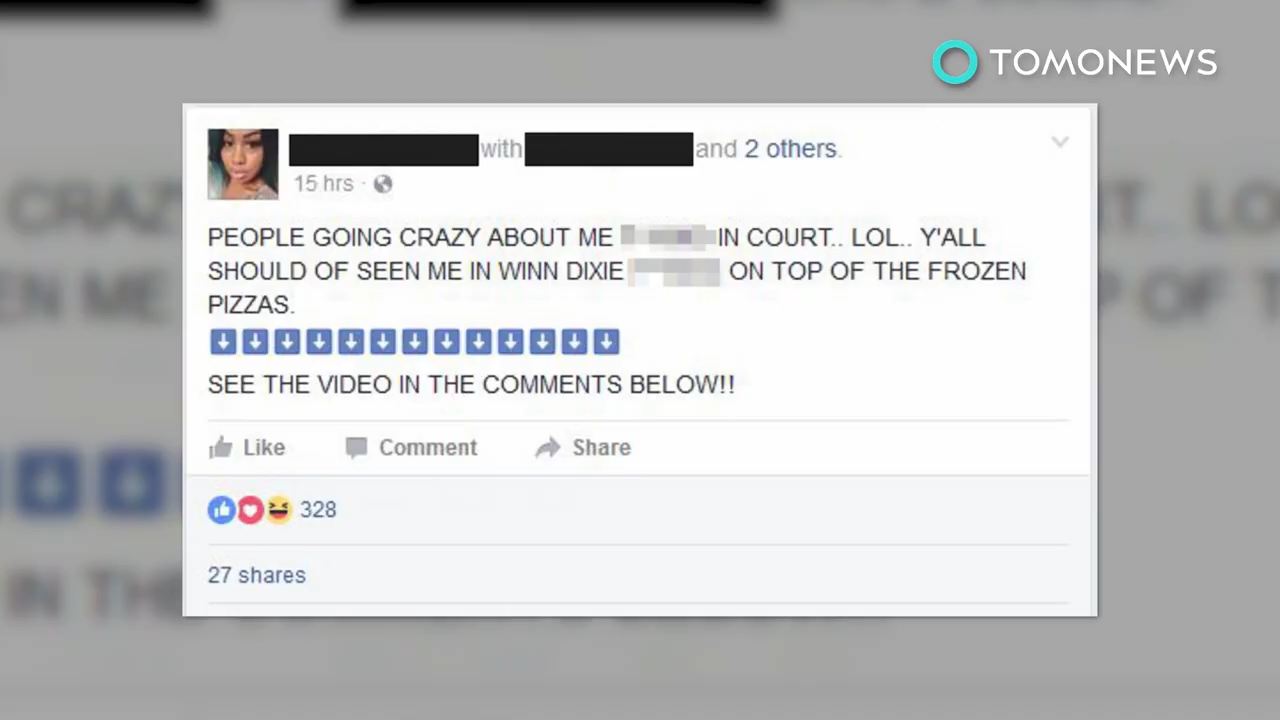 TOMONEWS
with and 2 others.
15 hrs ·
PEOPLE GOING CRAZY ABOUT ME IN COURT.. LOL.. Y'ALL
SHOULD OF SEEN ME IN WINN DIXIE ON TOP OF THE FROZEN
PIZZAS.
SEE THE VIDEO IN THE COMMENTS BELOW!!
Like Comment Share
328
27 shares